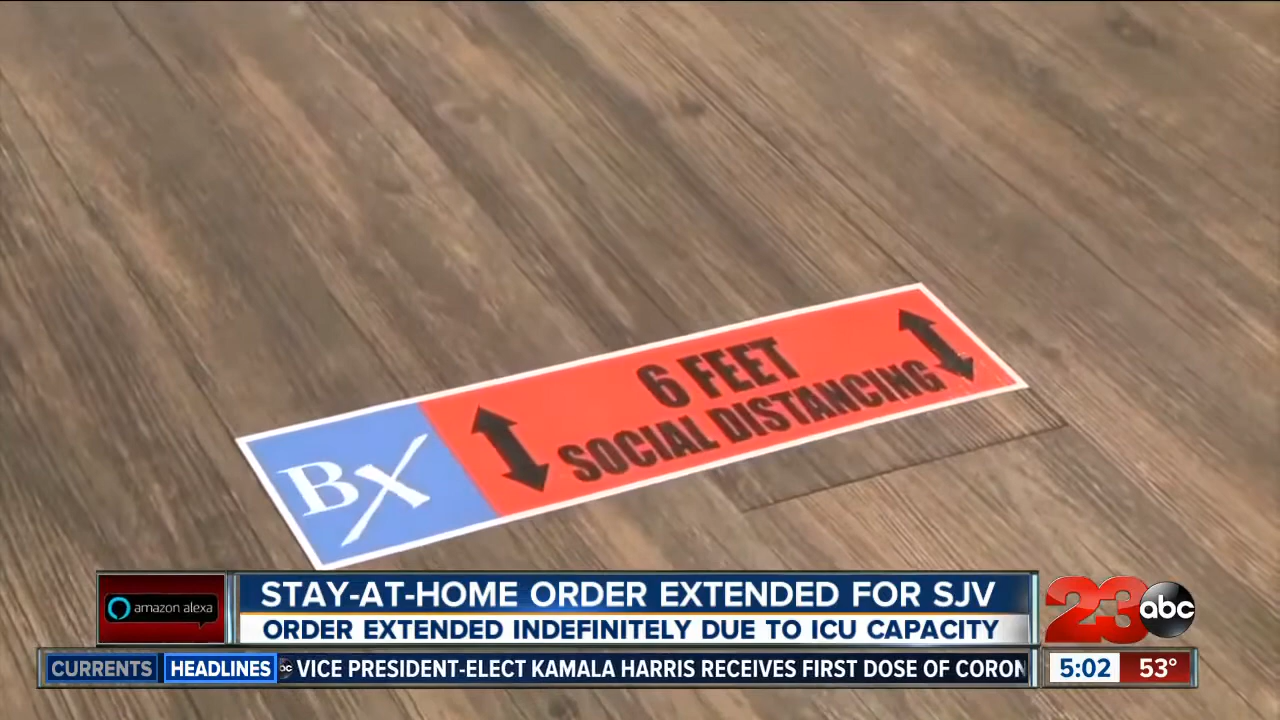 6 FEET
SOCIAL DISTANCING
BX
amazon alexa
STAY-AT-HOME ORDER EXTENDED FOR SJV
ORDER EXTENDED INDEFINITELY DUE TO ICU CAPACITY
23 abc
CURRENTS HEADLINES VICE PRESIDENT-ELECT KAMALA HARRIS RECEIVES FIRST DOSE OF CORON
5:02 53°